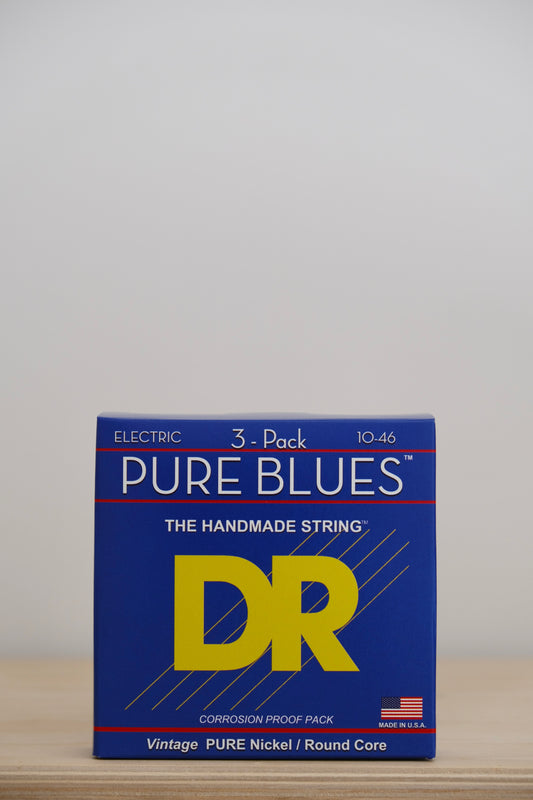 ELECTRIC 3-Pack 10-46
PURE BLUES™
THE HANDMADE STRING™
DR
CORROSION PROOF PACK
MADE IN U.S.A.
Vintage PURE Nickel / Round Core